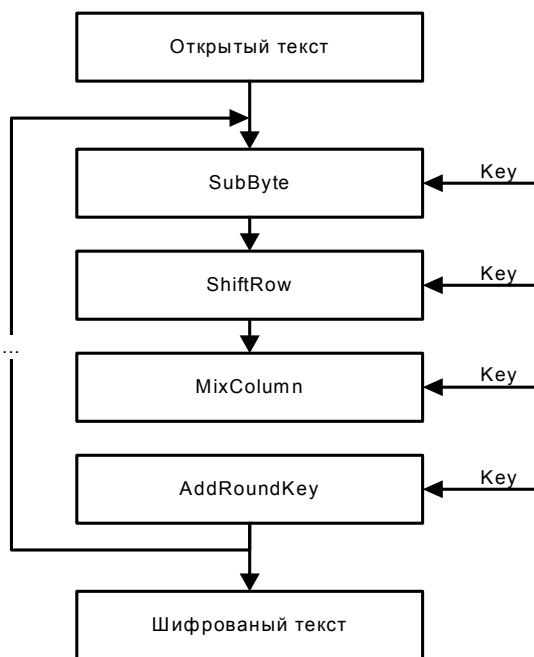 Открытый текст
SubByte
Key
ShiftRow
Key
...
MixColumn
Key
AddRoundKey
Key
Шифрованый текст